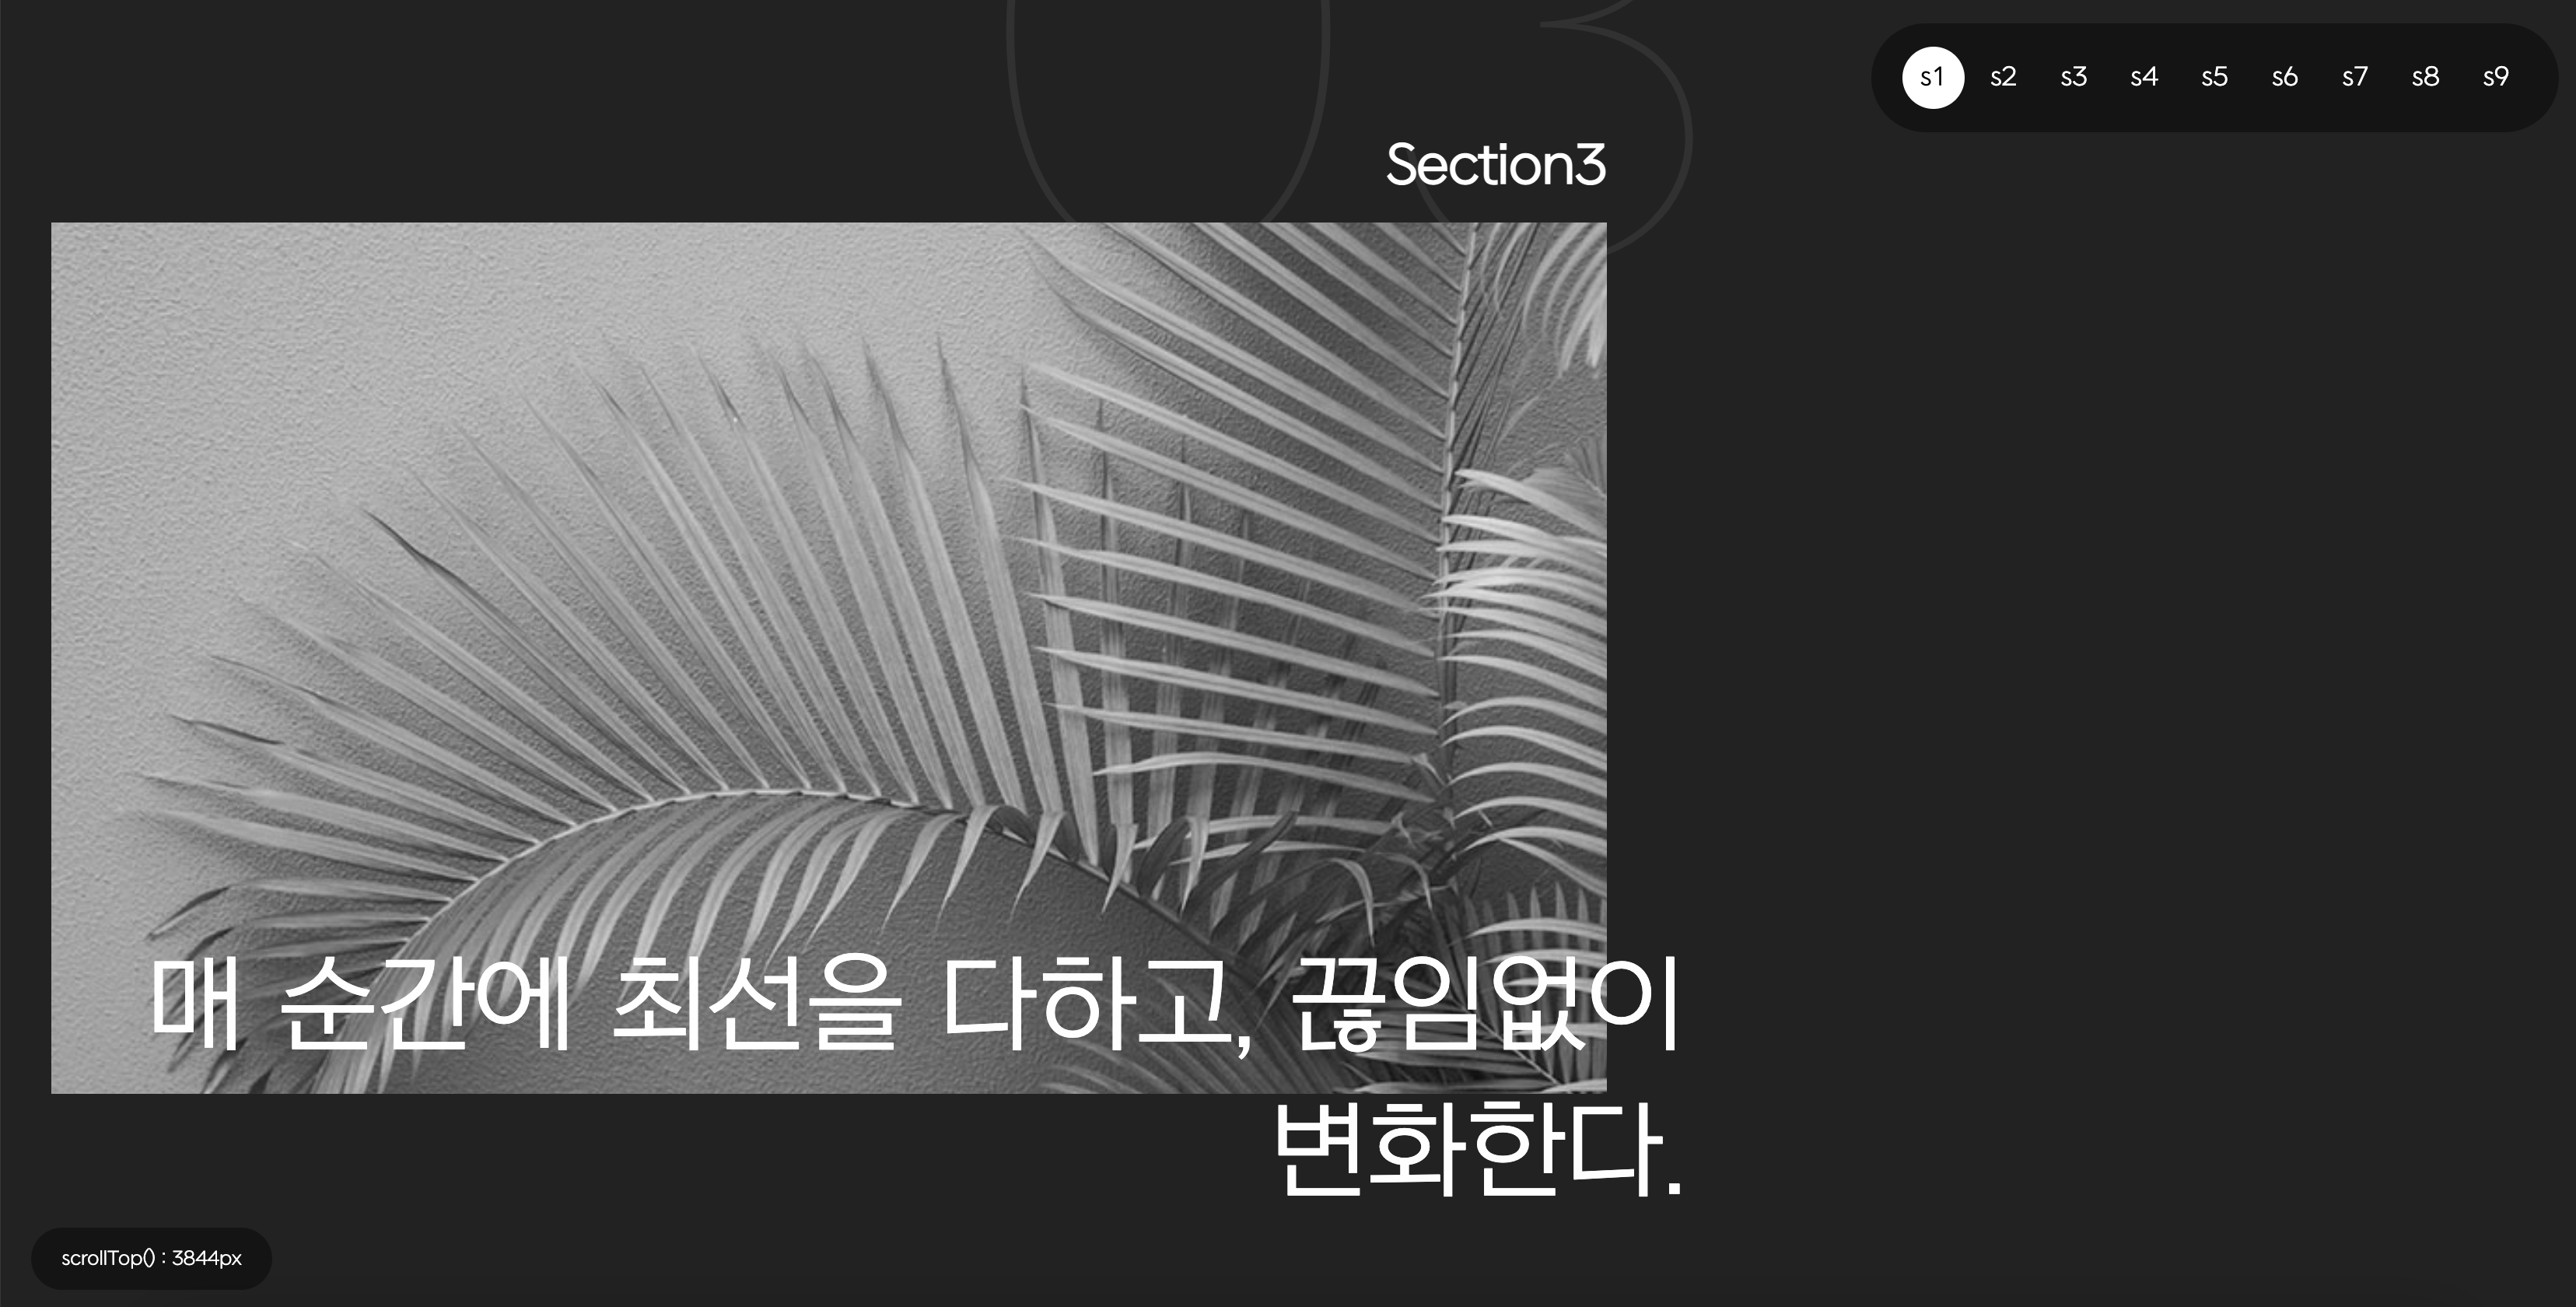 03
s1 s2 s3 s4 s5 s6 s7 s8 s9
Section3
매 순간에 최선을 다하고, 끊임없이
변화한다.
scrollTop() : 3844px